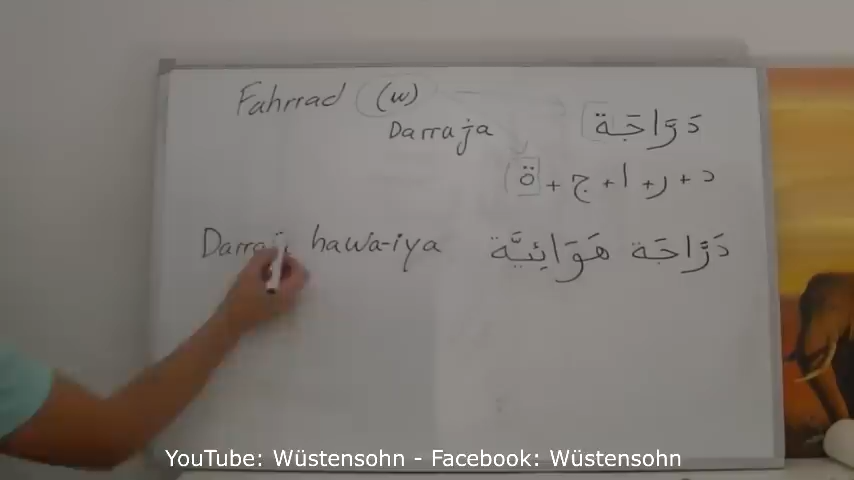 Fahrrad (w)
Darraja دَرَّاجَة
د + ر + ا + ج + ة
Darraja hawa-iya دَرَّاجَة هَوَائِيَّة
YouTube: Wüstensohn - Facebook: Wüstensohn